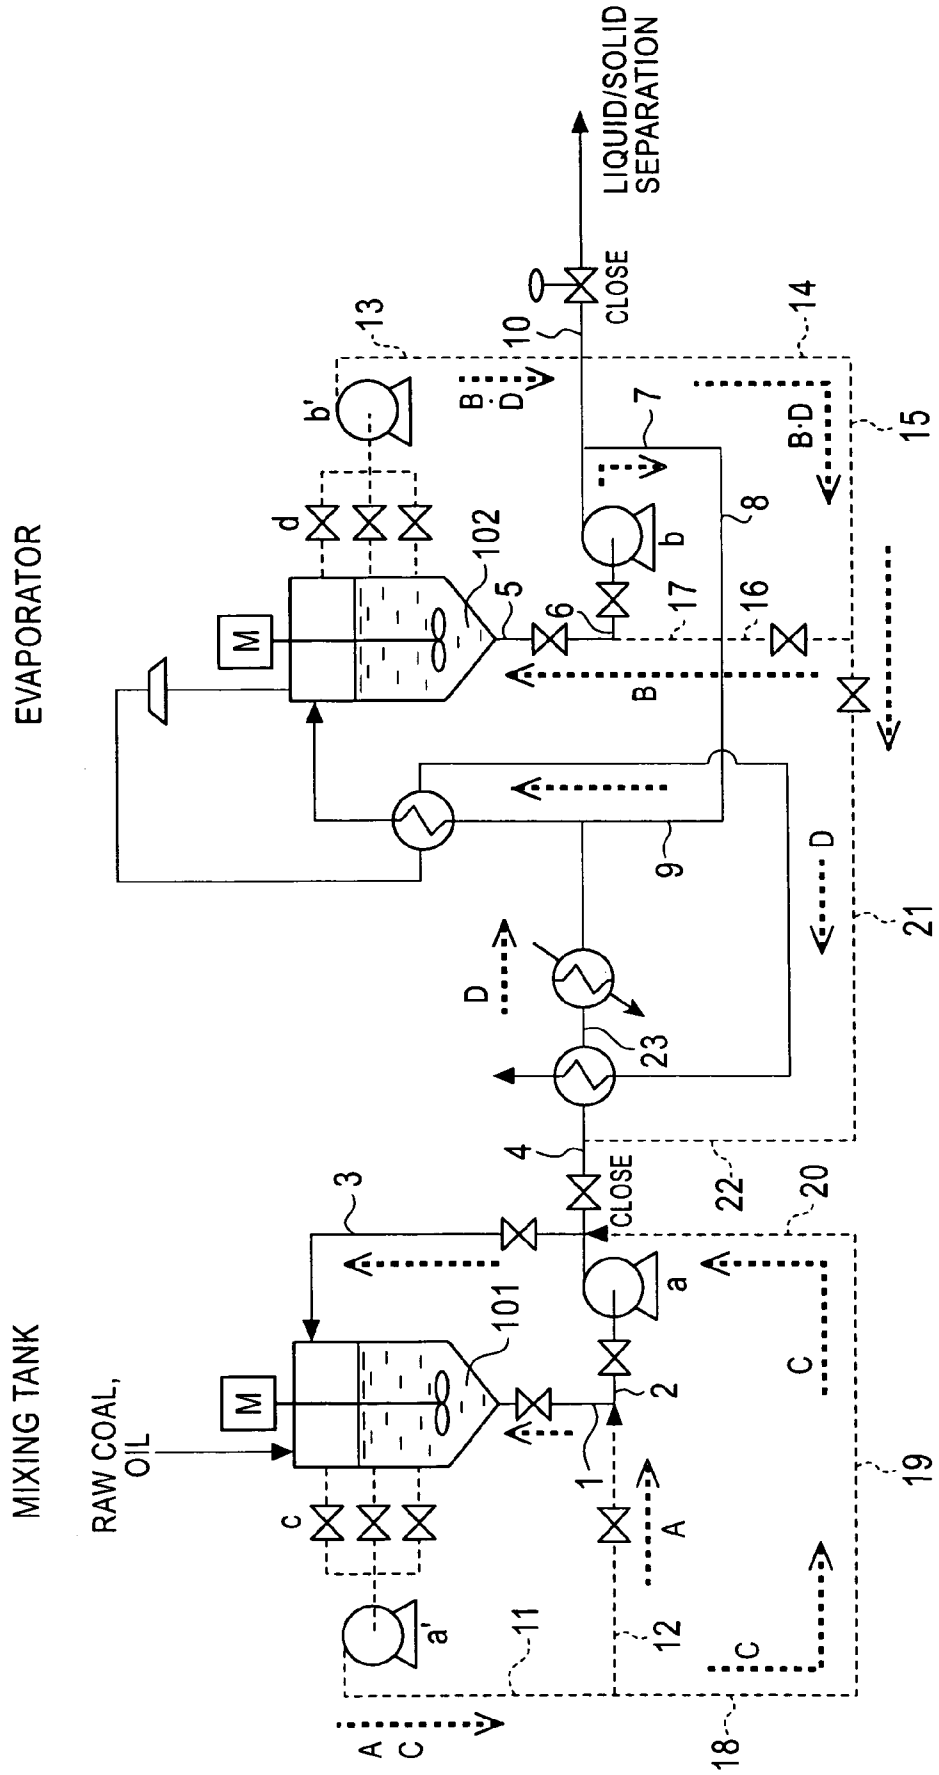 MIXING TANK
EVAPORATOR
RAW COAL,
OIL
M
M
c
d
a'
b'
101
102
3
13
11
A
C
1
2
a
4
CLOSE
D
23
5
6
b
B
·
D
10
CLOSE
LIQUID/SOLID
SEPARATION
12
A
C
18
C
19
20
22
9
D
21
B
17
16
8
7
B·D
14
15